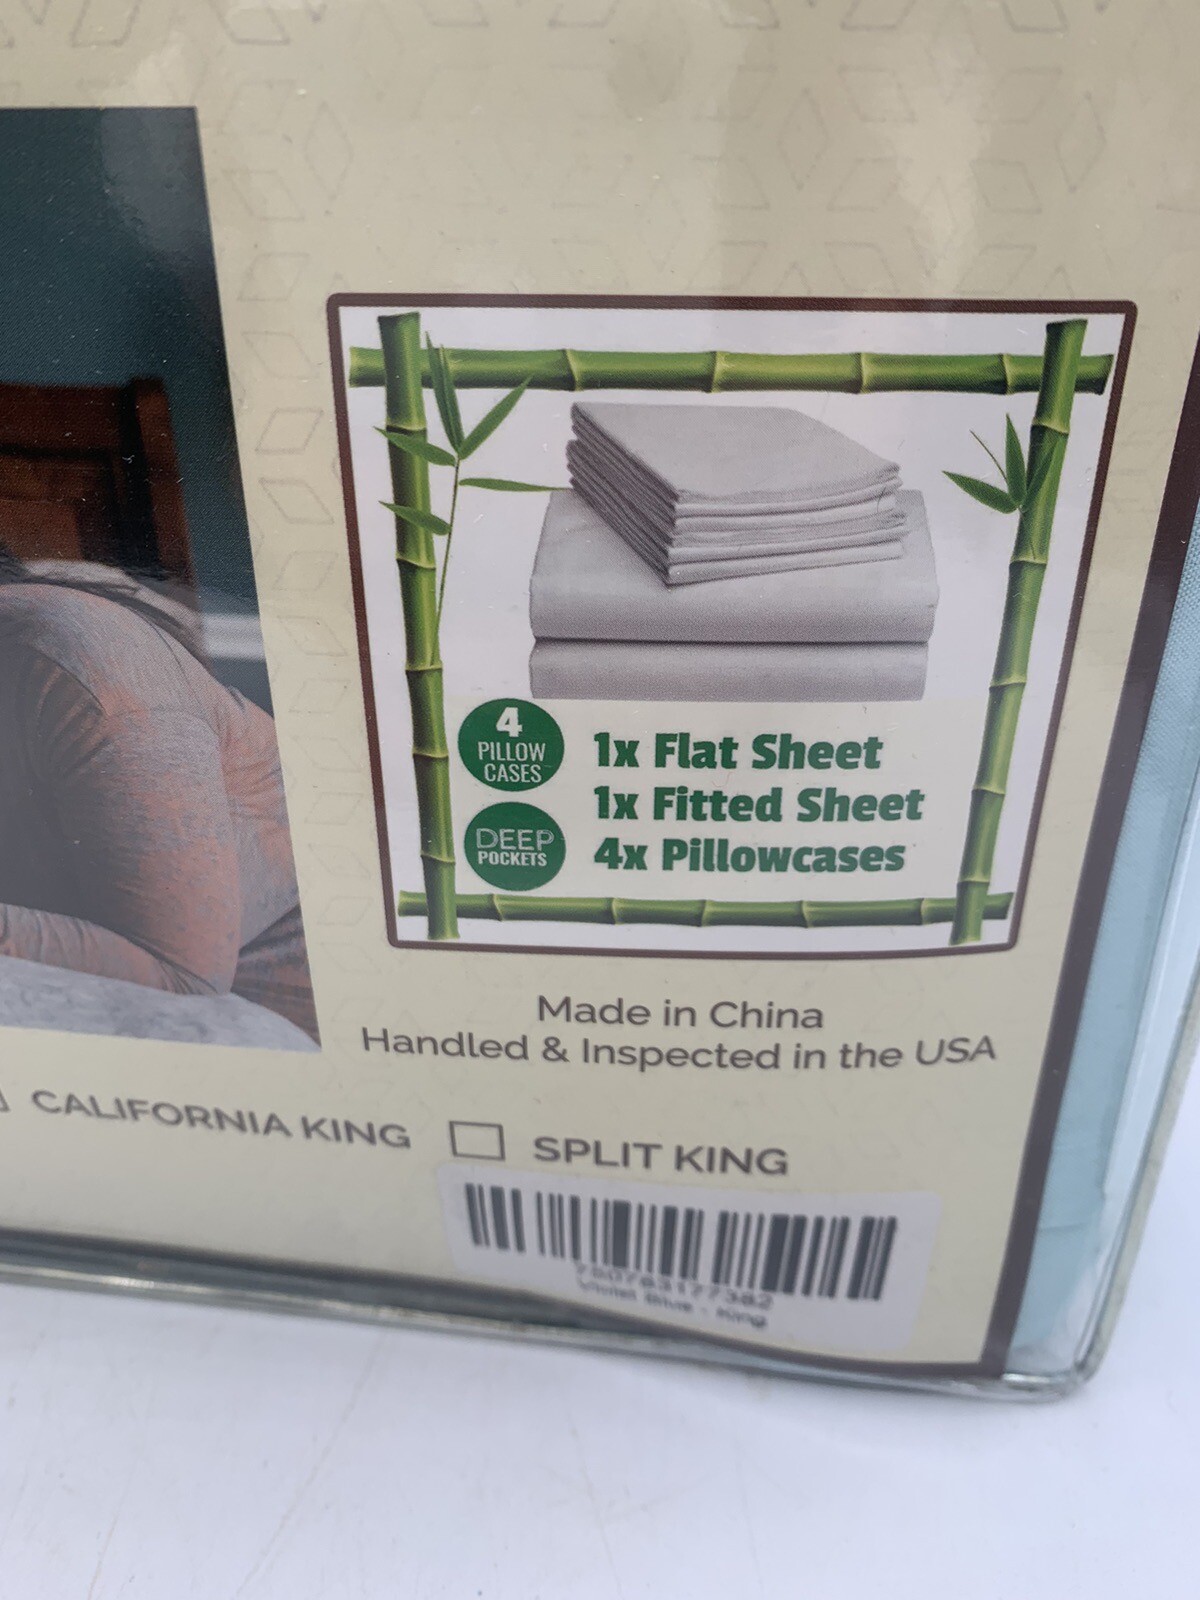 4
PILLOW
CASES
DEEP
POCKETS
1x Flat Sheet
1x Fitted Sheet
4x Pillowcases
Made in China
Handled & Inspected in the USA
CALIFORNIA KING
SPLIT KING
- King